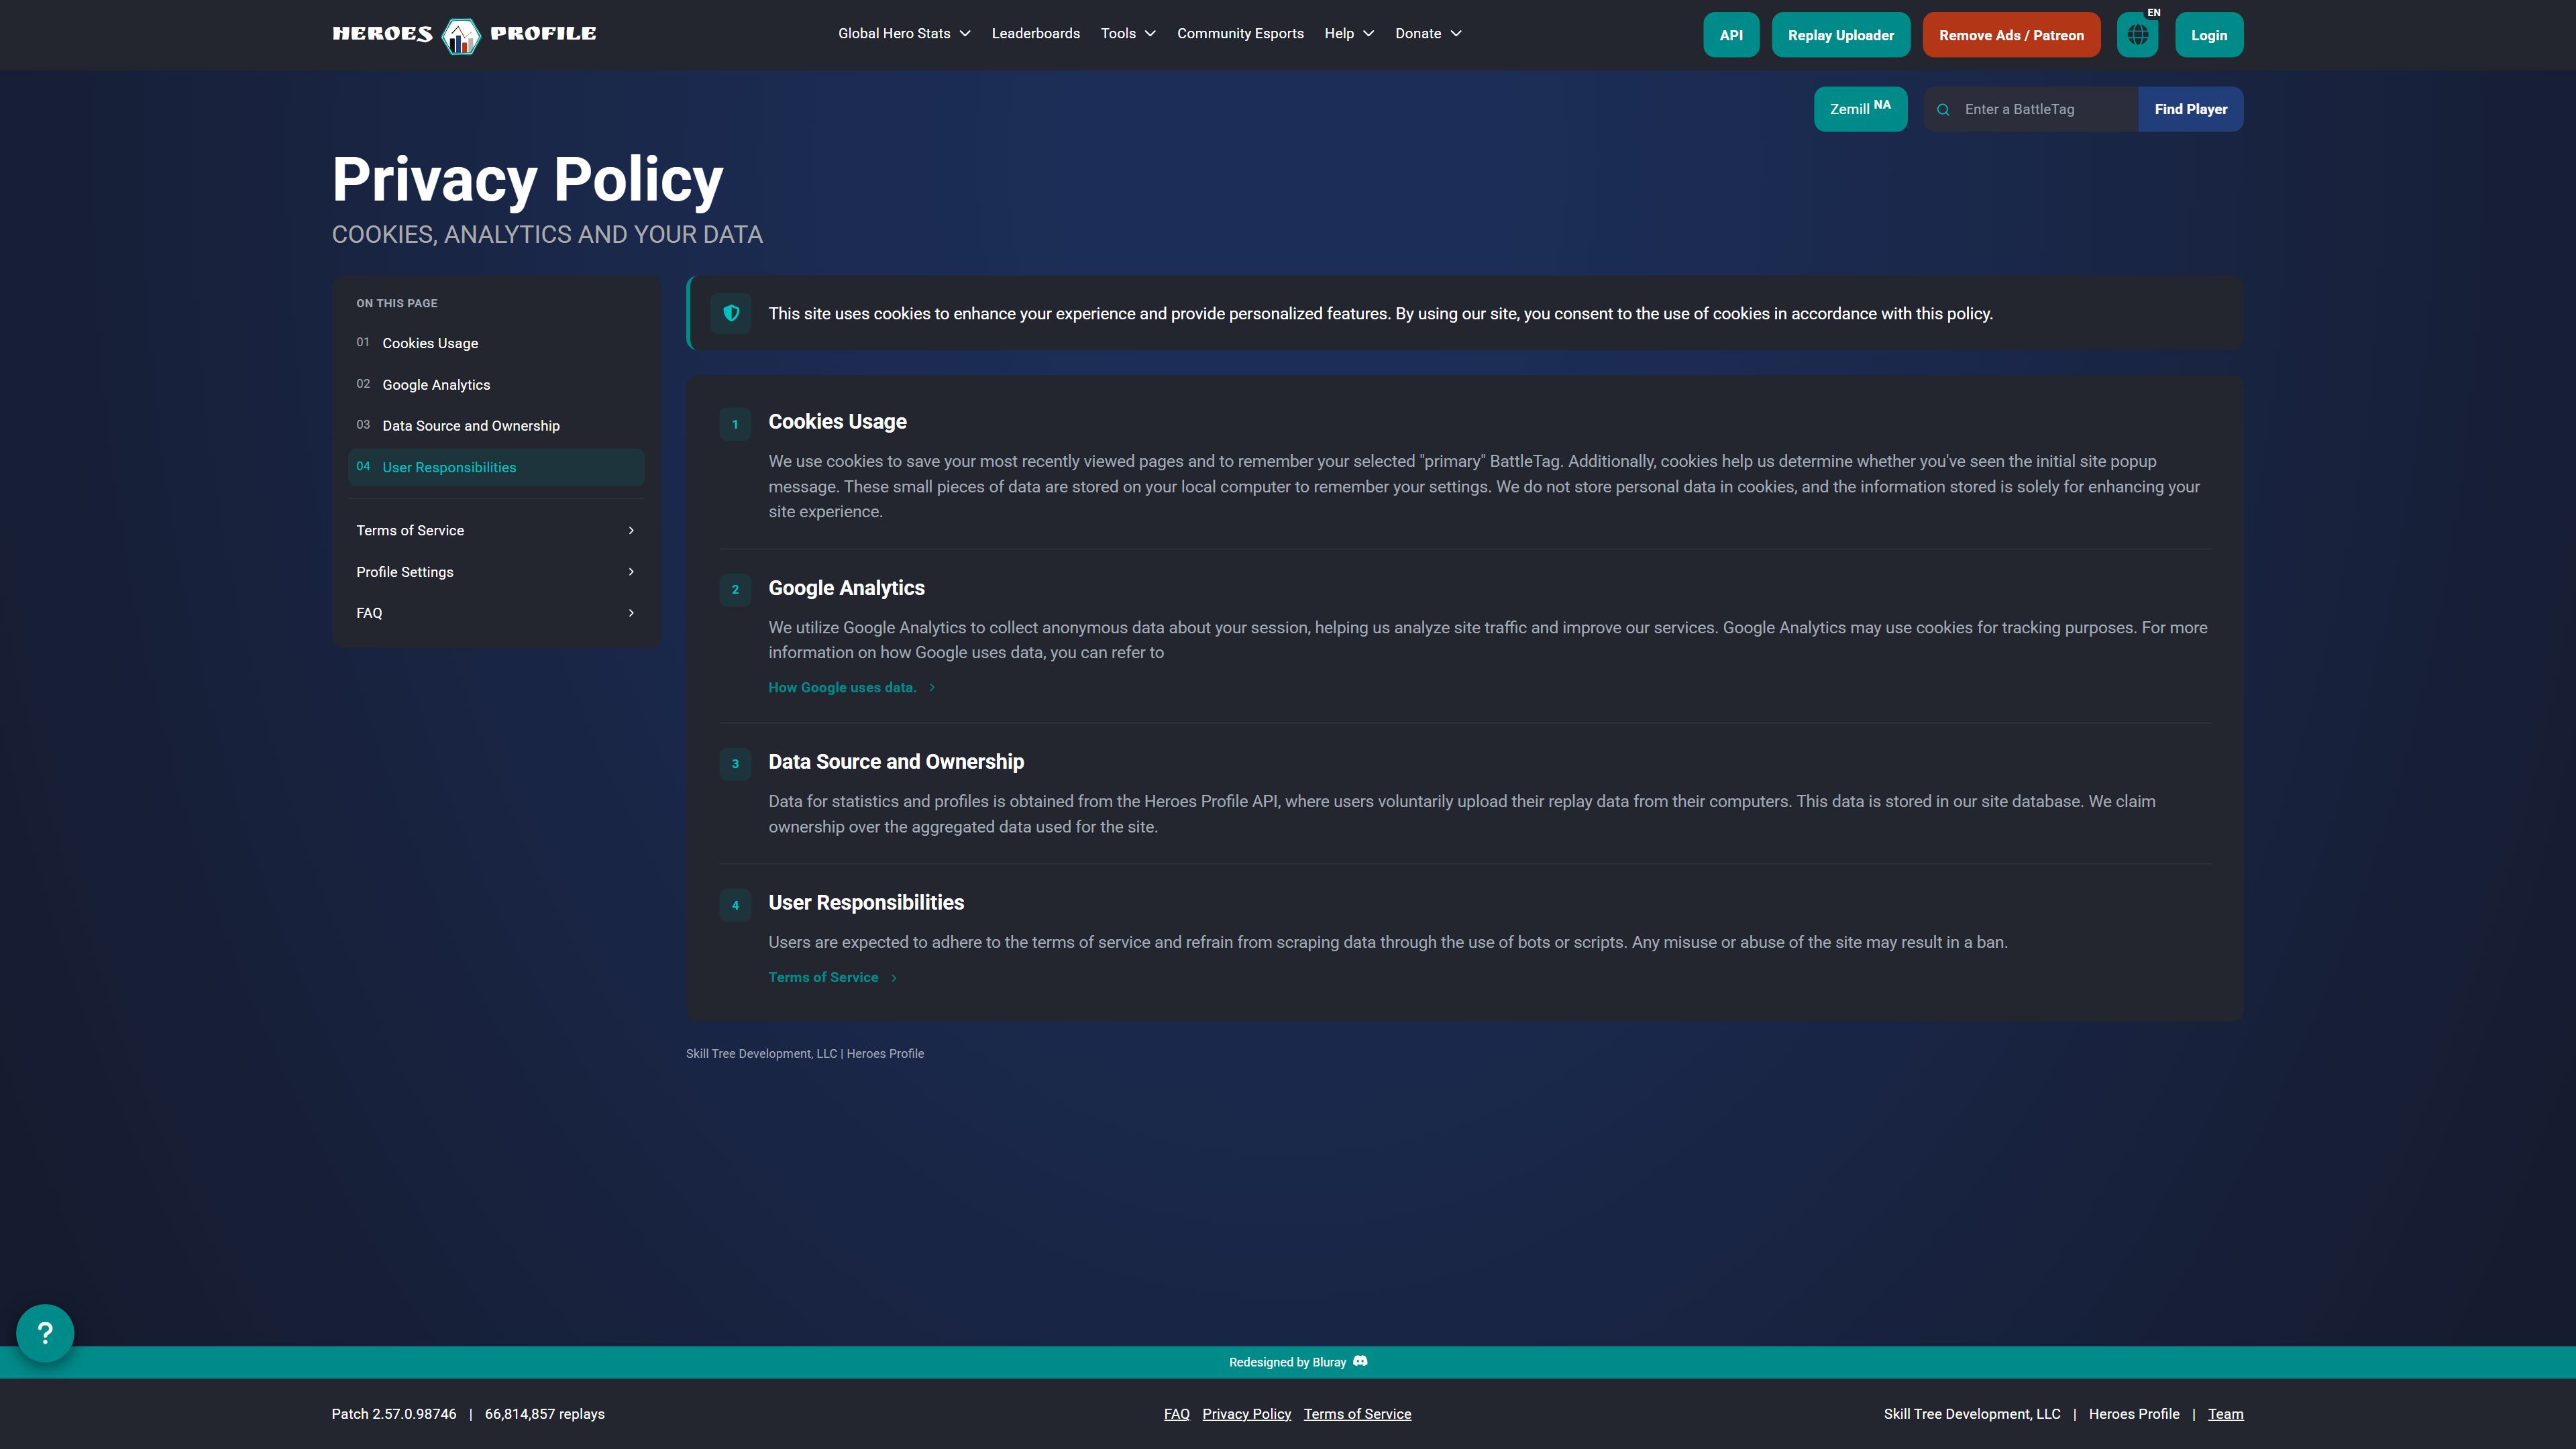 HEROES PROFILE
Global Hero Stats
Leaderboards
Tools
Community Esports
Help
Donate
API
Replay Uploader
Remove Ads / Patreon
EN
Login
Zemill NA
Enter a BattleTag
Find Player
Privacy Policy
COOKIES, ANALYTICS AND YOUR DATA
ON THIS PAGE
01 Cookies Usage
02 Google Analytics
03 Data Source and Ownership
04 User Responsibilities
Terms of Service
Profile Settings
FAQ
This site uses cookies to enhance your experience and provide personalized features. By using our site, you consent to the use of cookies in accordance with this policy.
1 Cookies Usage
We use cookies to save your most recently viewed pages and to remember your selected "primary" BattleTag. Additionally, cookies help us determine whether you've seen the initial site popup
message. These small pieces of data are stored on your local computer to remember your settings. We do not store personal data in cookies, and the information stored is solely for enhancing your
site experience.
2 Google Analytics
We utilize Google Analytics to collect anonymous data about your session, helping us analyze site traffic and improve our services. Google Analytics may use cookies for tracking purposes. For more
information on how Google uses data, you can refer to
How Google uses data.
3 Data Source and Ownership
Data for statistics and profiles is obtained from the Heroes Profile API, where users voluntarily upload their replay data from their computers. This data is stored in our site database. We claim
ownership over the aggregated data used for the site.
4 User Responsibilities
Users are expected to adhere to the terms of service and refrain from scraping data through the use of bots or scripts. Any misuse or abuse of the site may result in a ban.
Terms of Service
Skill Tree Development, LLC | Heroes Profile
?
Redesigned by Bluray
Patch 2.57.0.98746 | 66,814,857 replays
FAQ Privacy Policy Terms of Service
Skill Tree Development, LLC | Heroes Profile | Team